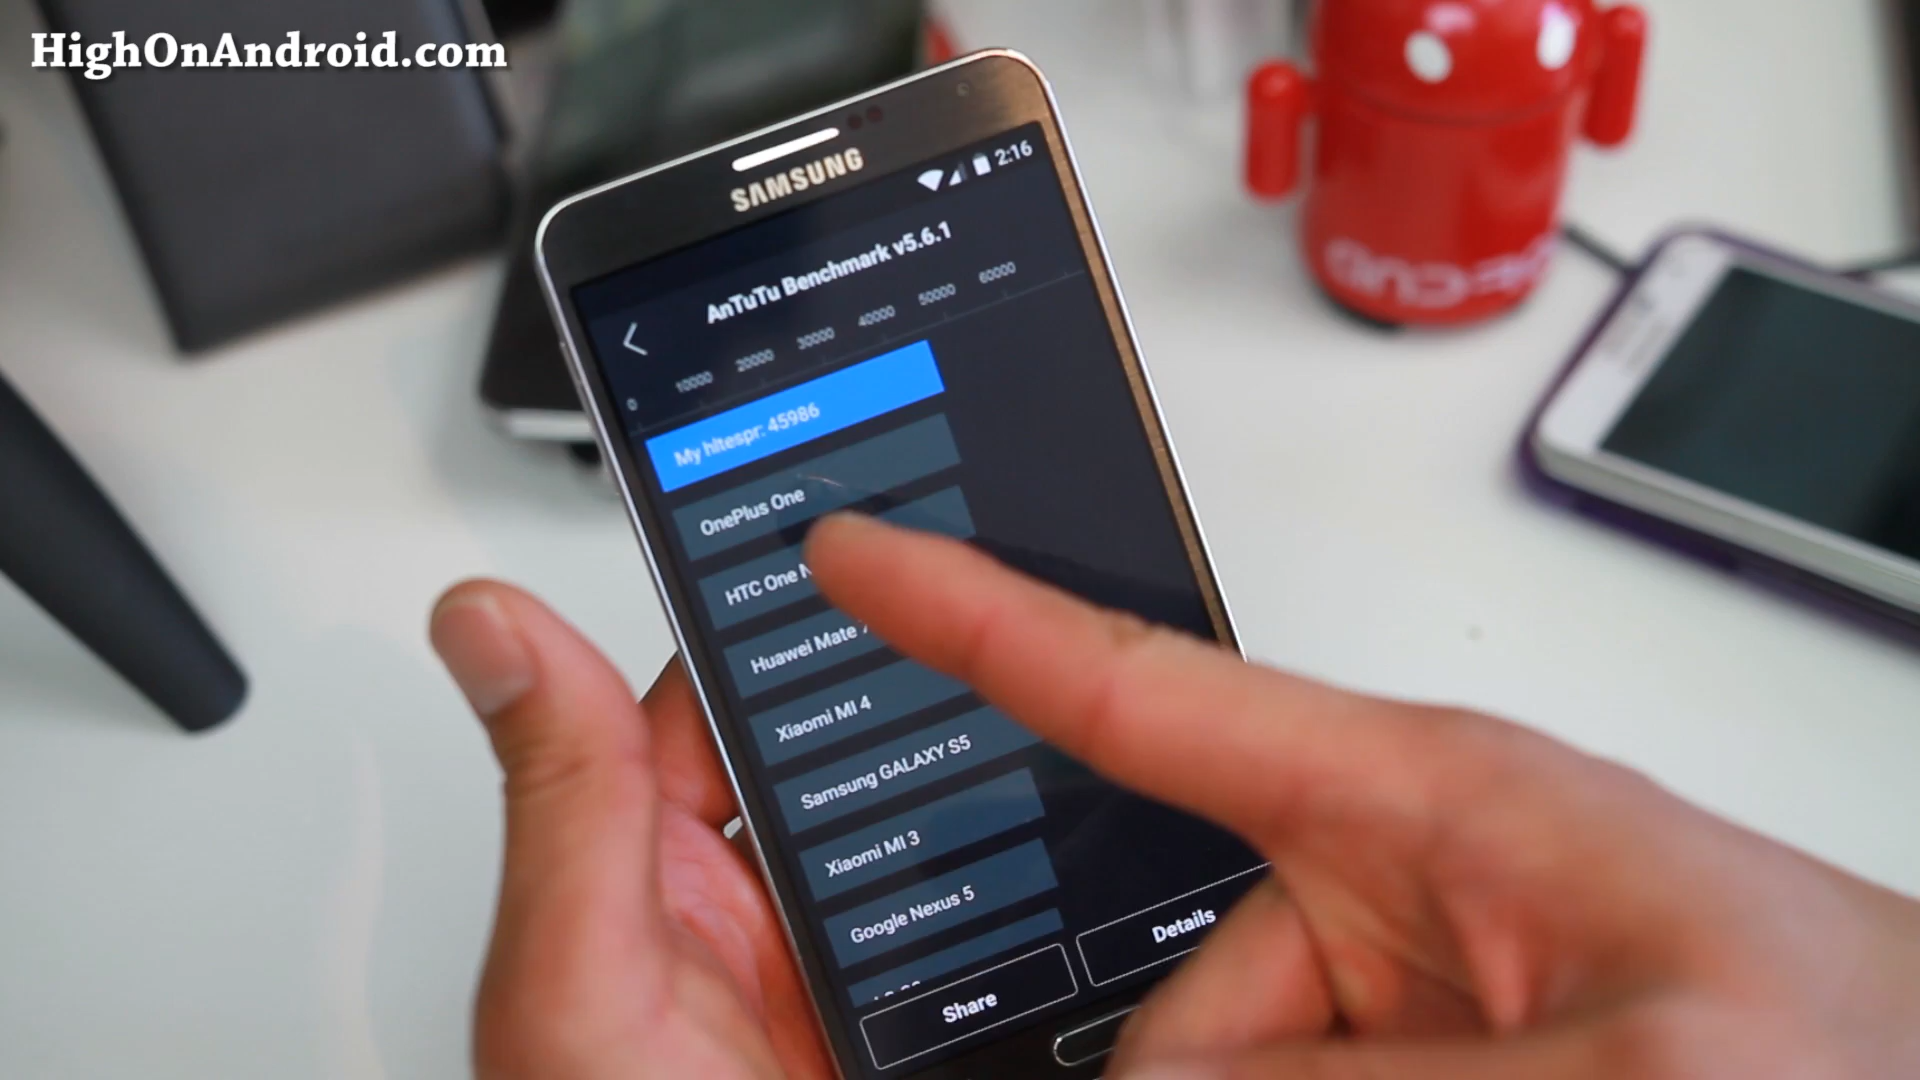 HighOnAndroid.com
SAMSUNG
2:16
AnTuTu Benchmark v5.6.1
0 10000 20000 30000 40000 50000 60000
My hltespr: 45986
OnePlus One
HTC One
Huawei Mate
Xiaomi MI 4
Samsung GALAXY S5
Xiaomi MI 3
Google Nexus 5
Share
Details